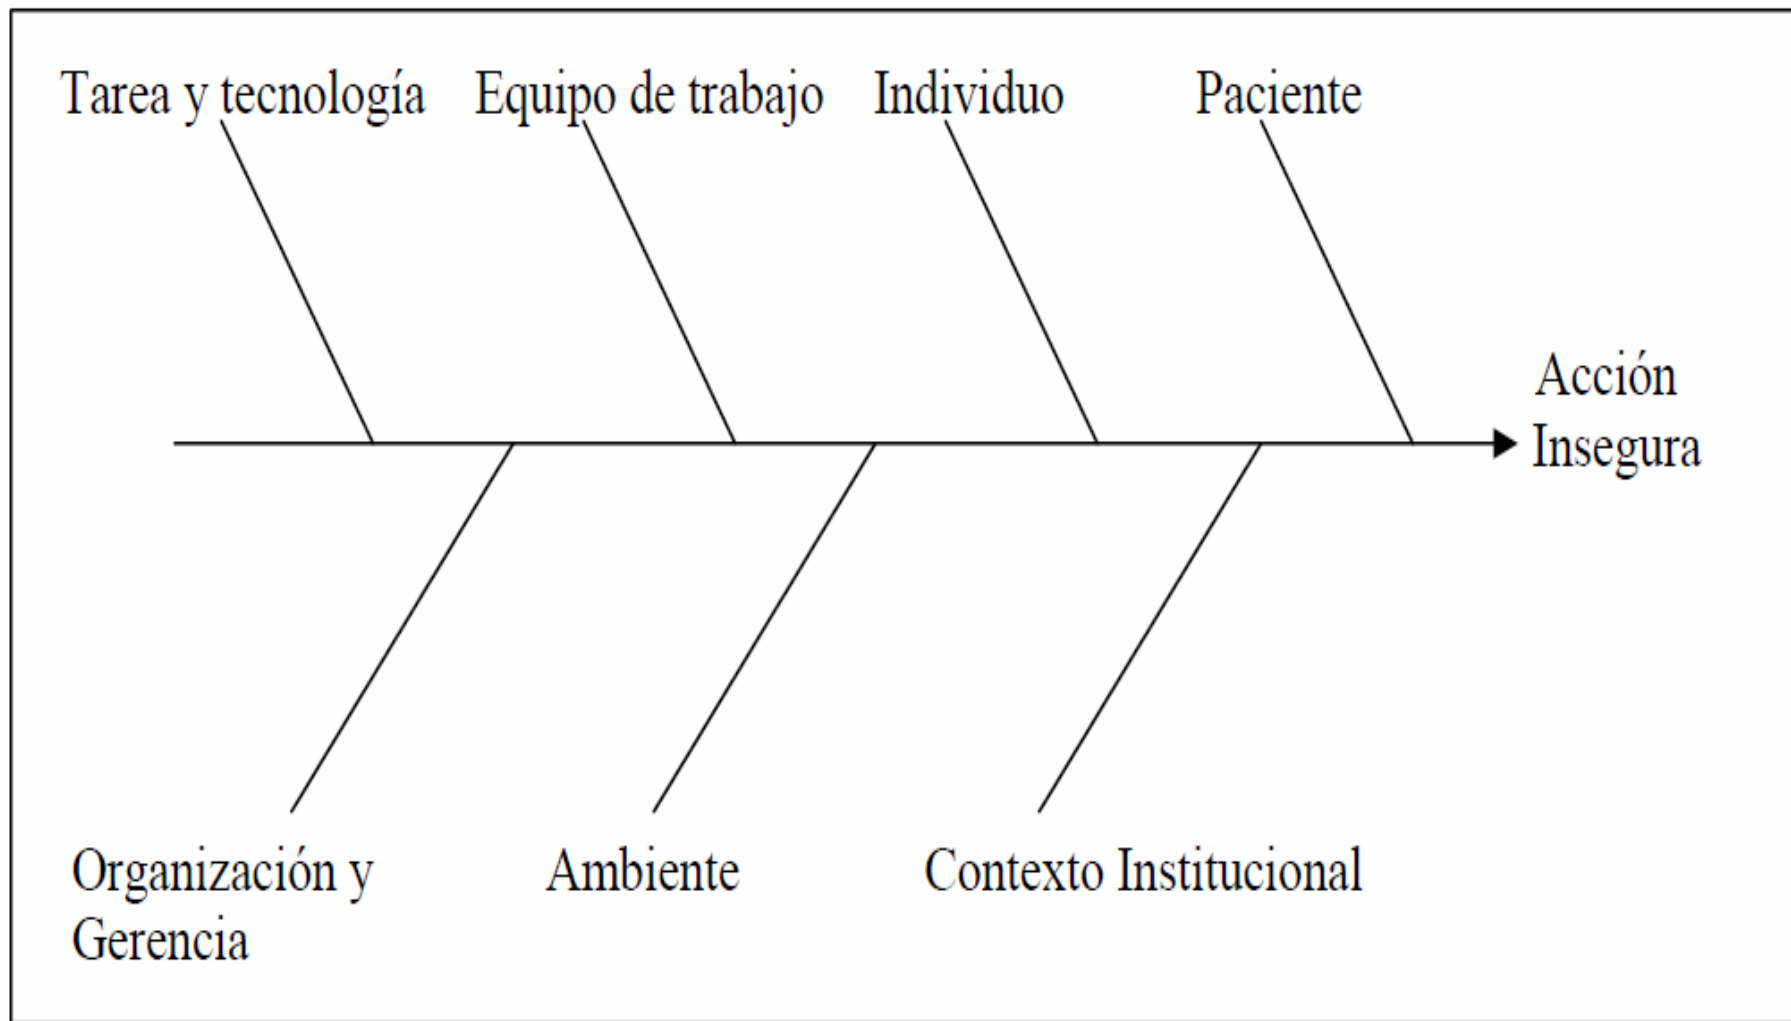 Tarea y tecnología
Equipo de trabajo
Individuo
Paciente
Acción
Insegura
Organización y
Gerencia
Ambiente
Contexto Institucional